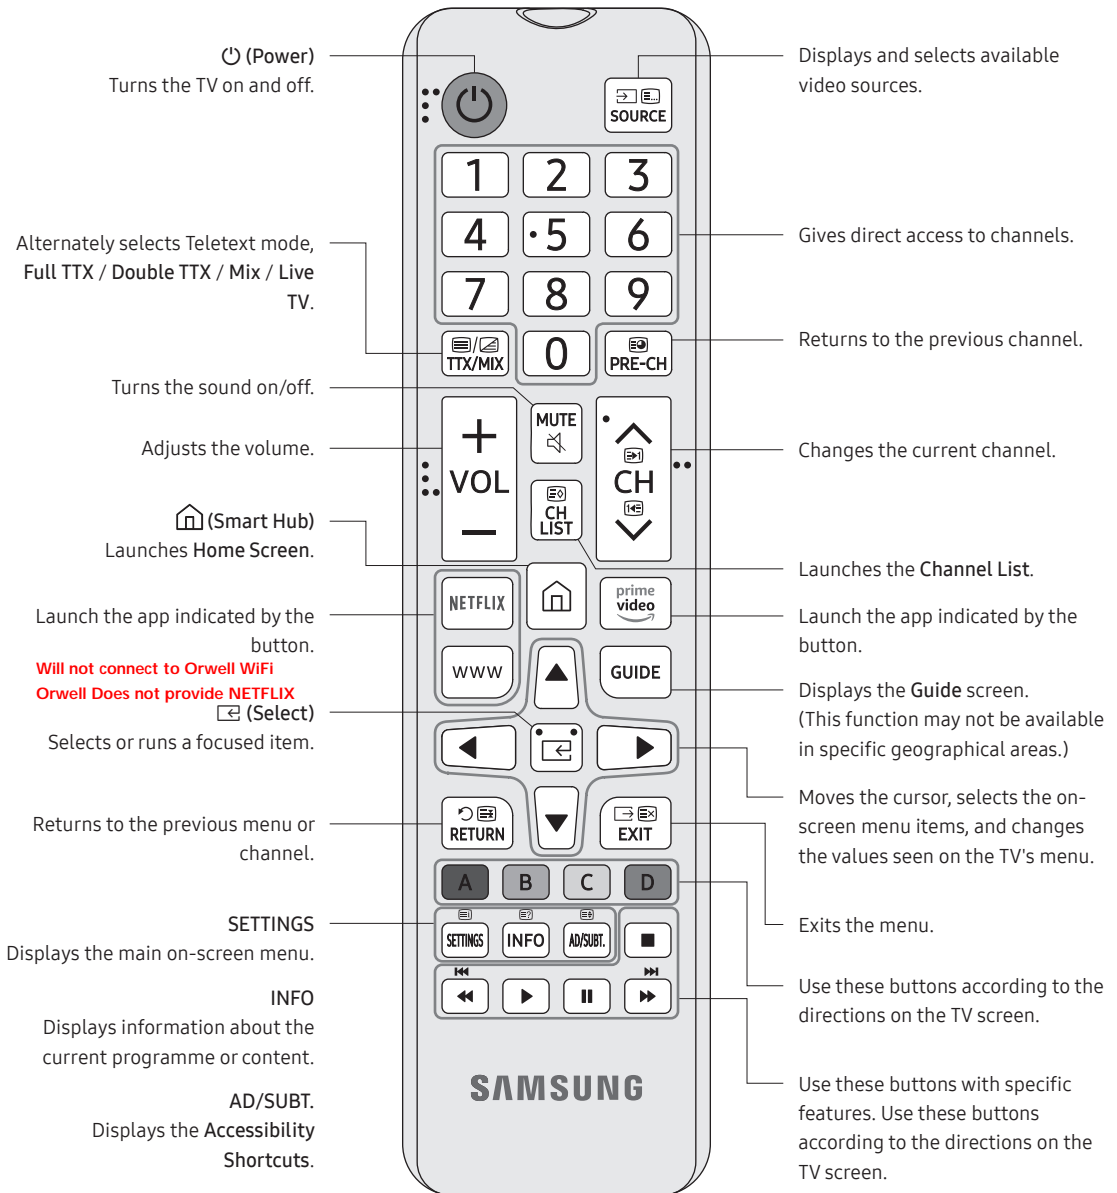 (Power)
Turns the TV on and off.
Alternately selects Teletext mode,
Full TTX / Double TTX / Mix / Live
TV.
Turns the sound on/off.
Adjusts the volume.
(Smart Hub)
Launches Home Screen.
Launch the app indicated by the
button.
Will not connect to Orwell WiFi
Orwell Does not provide NETFLIX
(Select)
Selects or runs a focused item.
Returns to the previous menu or
channel.
SETTINGS
Displays the main on-screen menu.
INFO
Displays information about the
current programme or content.
AD/SUBT.
Displays the Accessibility
Shortcuts.
SOURCE
1 2 3
4 5 6
7 8 9
TTX/MIX 0 PRE-CH
MUTE
+
VOL
—
CH
LIST
CH
NETFLIX
prime
video
WWW
GUIDE
RETURN
EXIT
A B C D
SETTINGS INFO AD/SUBT.
SAMSUNG
Displays and selects available
video sources.
Gives direct access to channels.
Returns to the previous channel.
Changes the current channel.
Launches the Channel List.
Launch the app indicated by the
button.
Displays the Guide screen.
(This function may not be available
in specific geographical areas.)
Moves the cursor, selects the on-
screen menu items, and changes
the values seen on the TV's menu.
Exits the menu.
Use these buttons according to the
directions on the TV screen.
Use these buttons with specific
features. Use these buttons
according to the directions on the
TV screen.